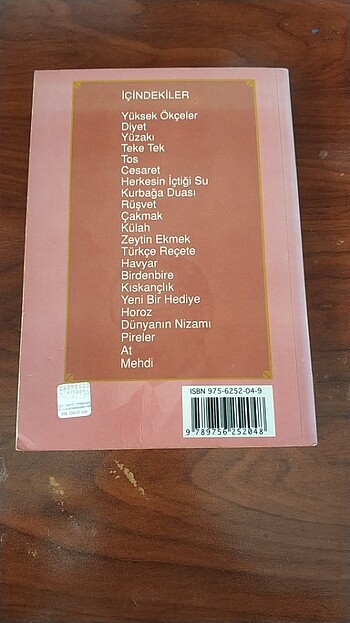 İÇİNDEKİLER
Yüksek Ökçeler
Diyet
Yüzakı
Teke Tek
Tos
Cesaret
Herkesin İçtiği Su
Kurbağa Duası
Rüşvet
Çakmak
Külah
Zeytin Ekmek
Türkçe Reçete
Havyar
Birdenbire
Kıskançlık
Yeni Bir Hediye
Horoz
Dünyanın Nizamı
Pireler
At
Mehdi
ISBN 975-6252-04-9
9 789756 252048